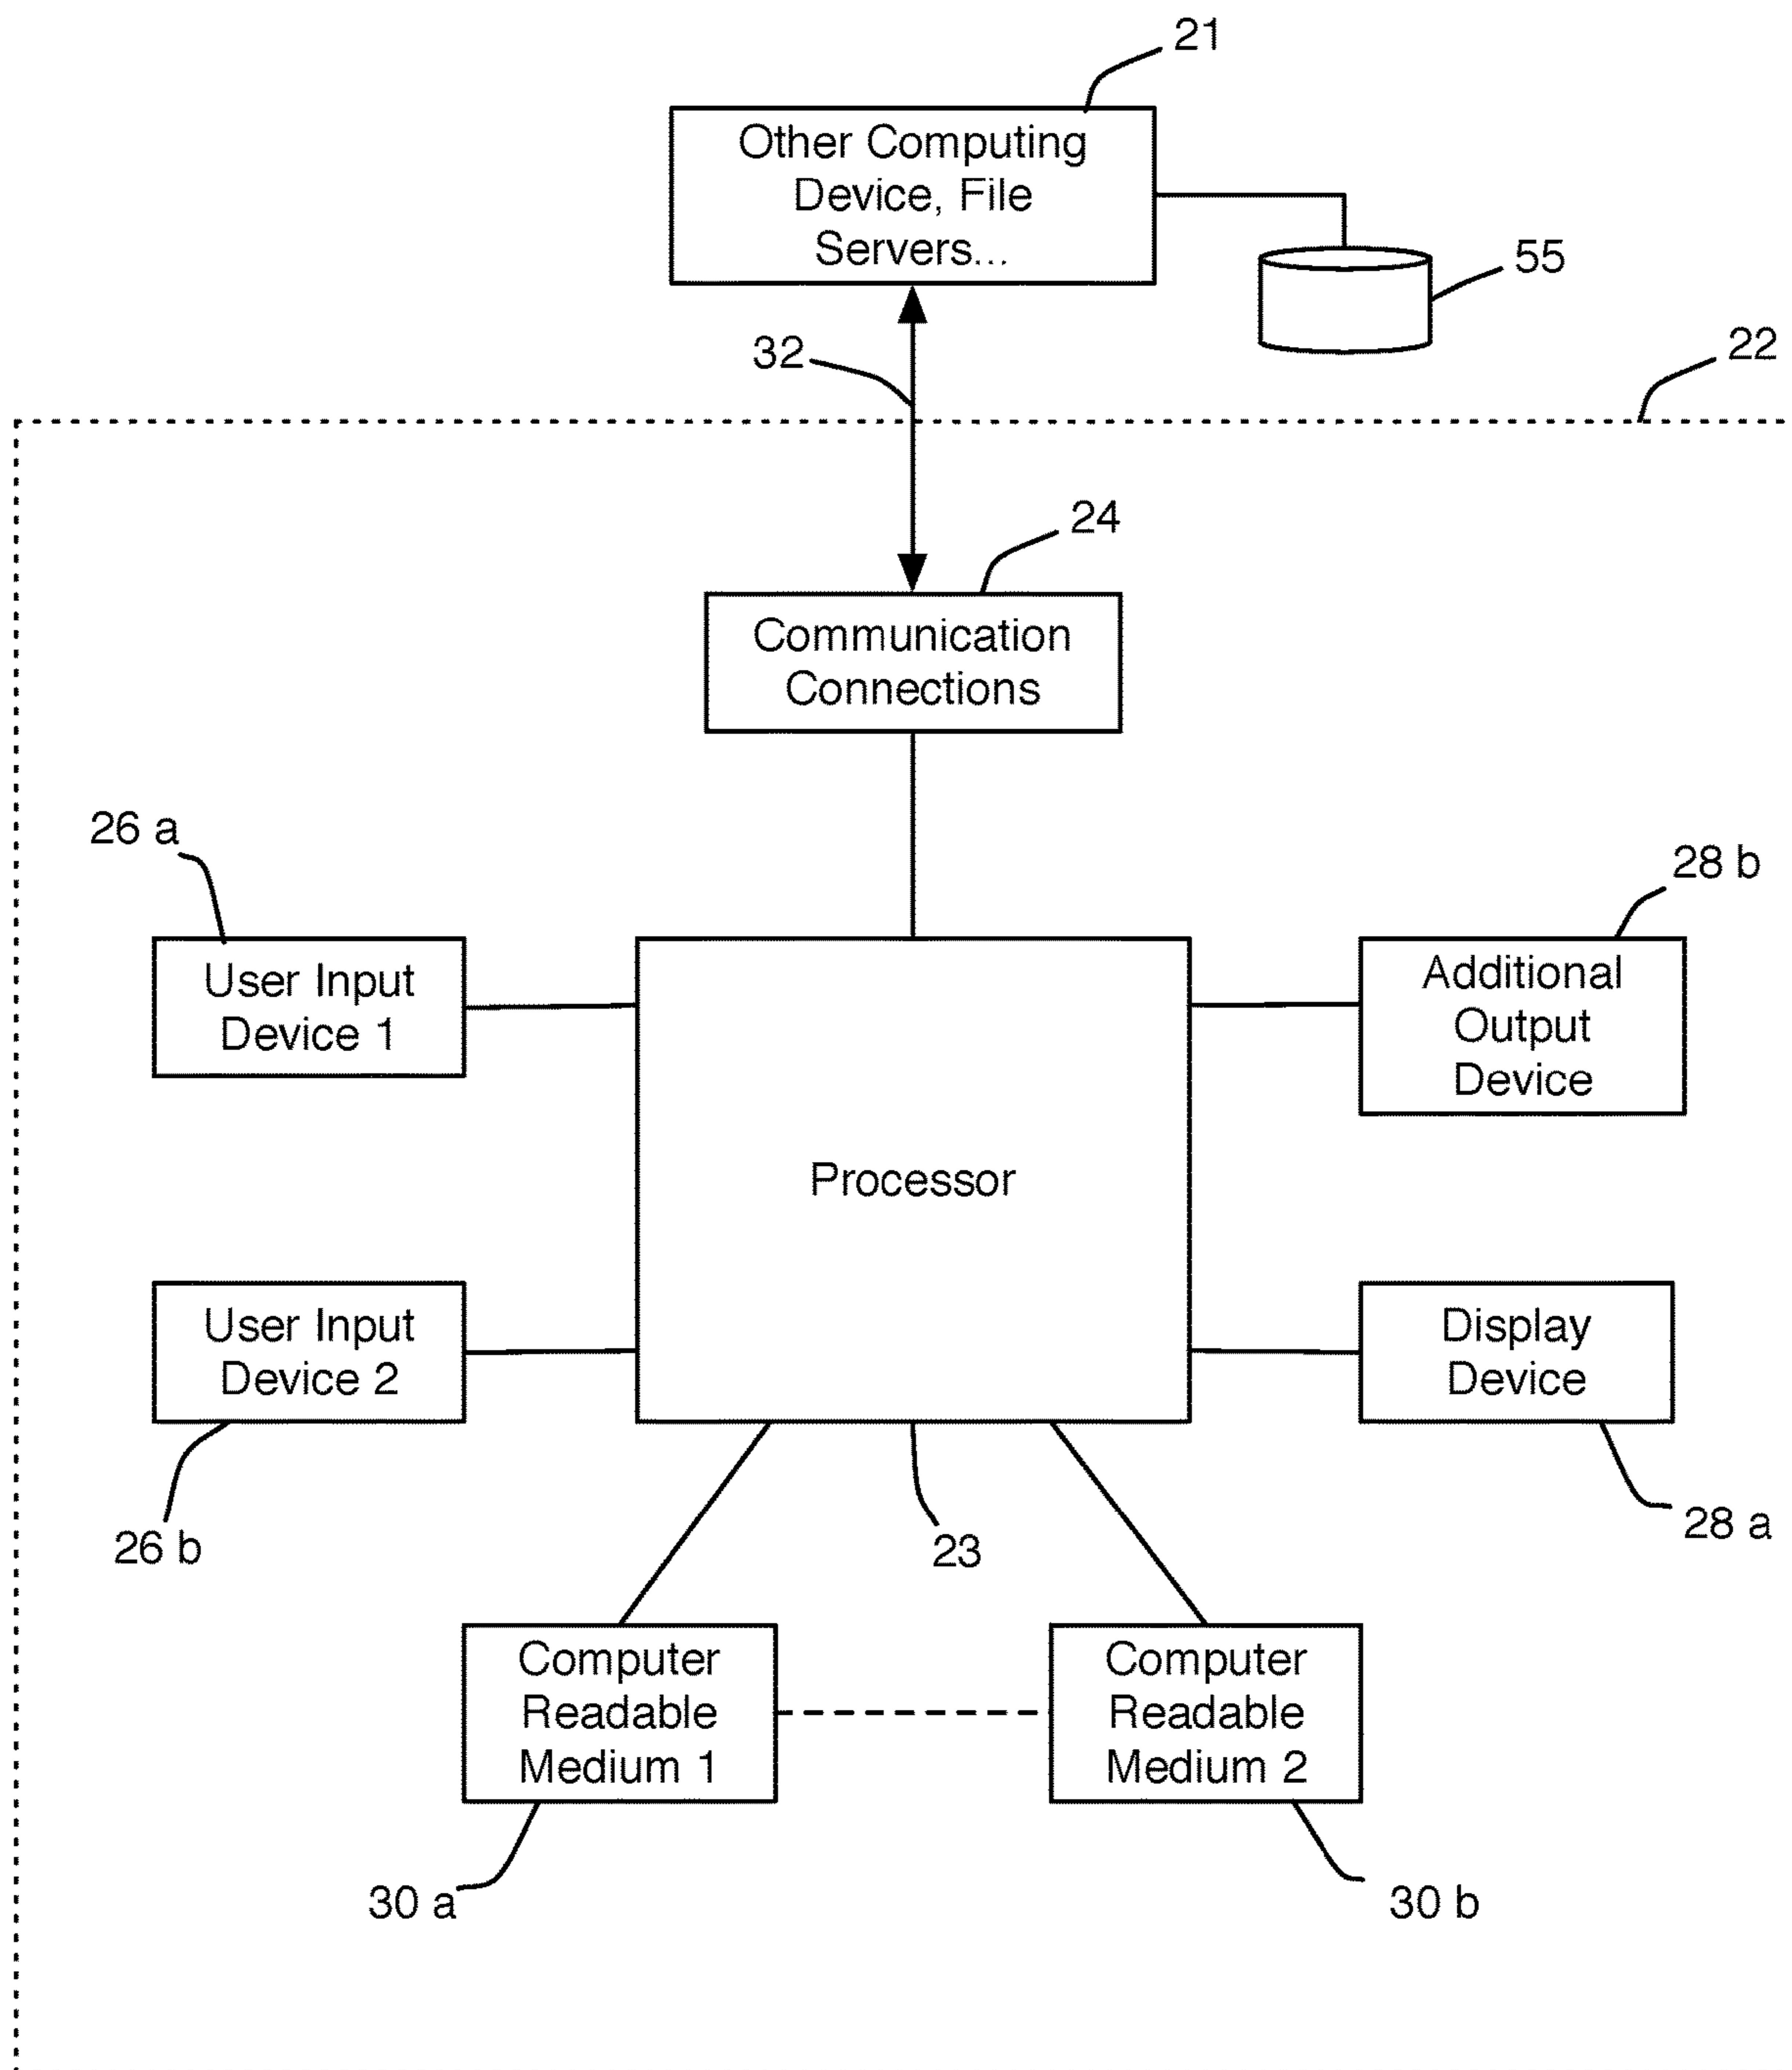 21
Other Computing
Device, File
Servers...
55
32
22
24
Communication
Connections
26 a
28 b
User Input
Device 1
Additional
Output
Device
Processor
User Input
Device 2
Display
Device
26 b
23
28 a
Computer
Readable
Medium 1
Computer
Readable
Medium 2
30 a
30 b